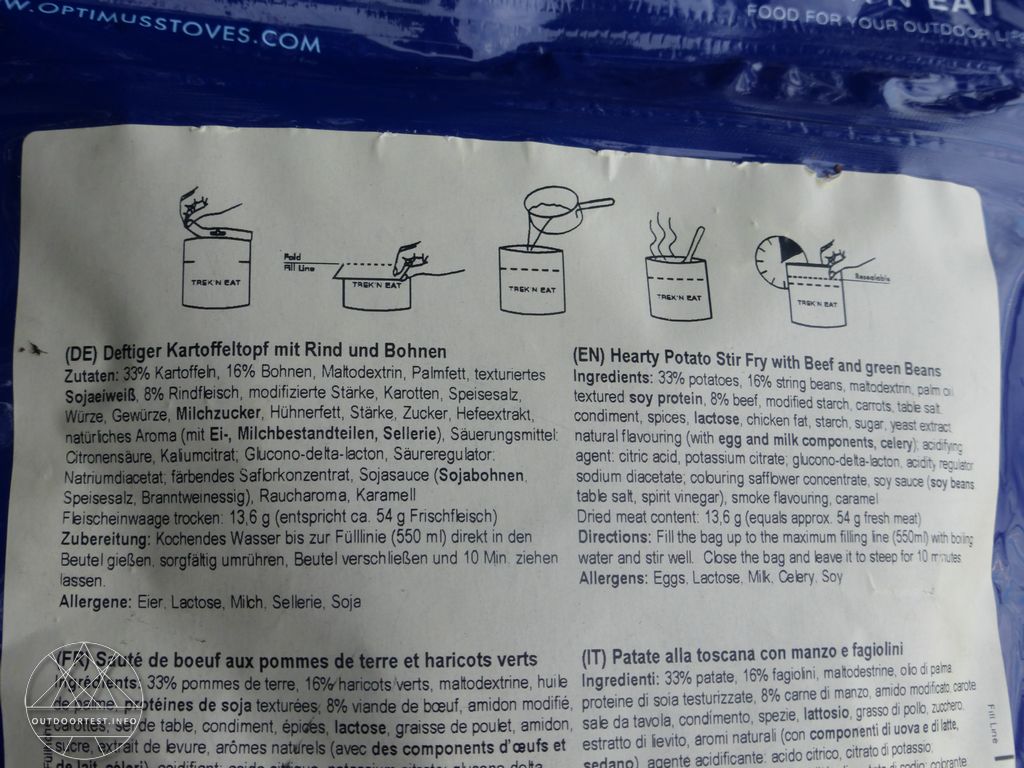 W.OPTIMUSSTOVES.COM
'N EAT
FOOD FOR YOUR OUTDOOR
Fold
Fill Line
TREK'N EAT
TREK'N EAT
TREK'N EAT
TREK'N EAT
TREK'N EAT
Resealable
(DE) Deftiger Kartoffeltopf mit Rind und Bohnen
Zutaten: 33% Kartoffeln, 16% Bohnen, Maltodextrin, Palmfett, texturiertes
Sojaeiweiß, 8% Rindfleisch, modifizierte Stärke, Karotten, Speisesalz,
Würze, Gewürze, Milchzucker, Hühnerfett, Stärke, Zucker, Hefeextrakt,
natürliches Aroma (mit Ei-, Milchbestandteilen, Sellerie), Säuerungsmittel:
Citronensäure, Kaliumcitrat; Glucono-delta-lacton, Säureregulator:
Natriumdiacetat; färbendes Saflorkonzentrat, Sojasauce (Sojabohnen,
Speisesalz, Branntweinessig), Raucharoma, Karamell
Fleischeinwaage trocken: 13,6 g (entspricht ca. 54 g Frischfleisch)
Zubereitung: Kochendes Wasser bis zur Fülllinie (550 ml) direkt in den
Beutel gießen, sorgfältig umrühren, Beutel verschließen und 10 Min. ziehen
lassen.
Allergene: Eier, Lactose, Milch, Sellerie, Soja
(EN) Hearty Potato Stir Fry with Beef and green Beans
Ingredients: 33% potatoes, 16% string beans, maltodextrin, palm oil
textured soy protein, 8% beef, modified starch, carrots, table salt
condiment, spices, lactose, chicken fat, starch, sugar, yeast extract
natural flavouring (with egg and milk components, celery); acidifying
agent: citric acid, potassium citrate; glucono-delta-lacton, acidity regulator
sodium diacetate; colouring safflower concentrate, soy sauce (soy beans
table salt, spirit vinegar), smoke flavouring, caramel
Dried meat content: 13,6 g (equals approx. 54 g fresh meat)
Directions: Fill the bag up to the maximum filling line (550ml) with boiling
water and stir well. Close the bag and leave it to steep for 10 minutes
Allergens: Eggs, Lactose, Milk, Celery, Soy
(FR) Sauté de boeuf aux pommes de terre et haricots verts
Ingrédients: 33% pommes de terre, 16% haricots verts, maltodextrine, huile
de palme, protéines de soja texturées, 8% viande de bœuf, amidon modifié,
carottes, sel de table, condiment, épices, lactose, graisse de poulet, amidon,
sucre, extrait de levure, arômes naturels (avec des components d'œufs et
de lait, céleri), acidifiant: acide citrique, potassium citrate; glucono delta
(IT) Patate alla toscana con manzo e fagiolini
Ingredienti: 33% patate, 16% fagiolini, maltodestrine, olio di palma
proteine di soia testurizzate, 8% carne di manzo, amido modificato, carote
sale da tavola, condimento, spezie, lattosio, grasso di pollo, zucchero,
estratto di lievito, aromi naturali (con componenti di uova e di latte,
sedano), agente acidificante: acido citrico, citrato di potassio;
Fill Line
OUTDOORTEST.INFO